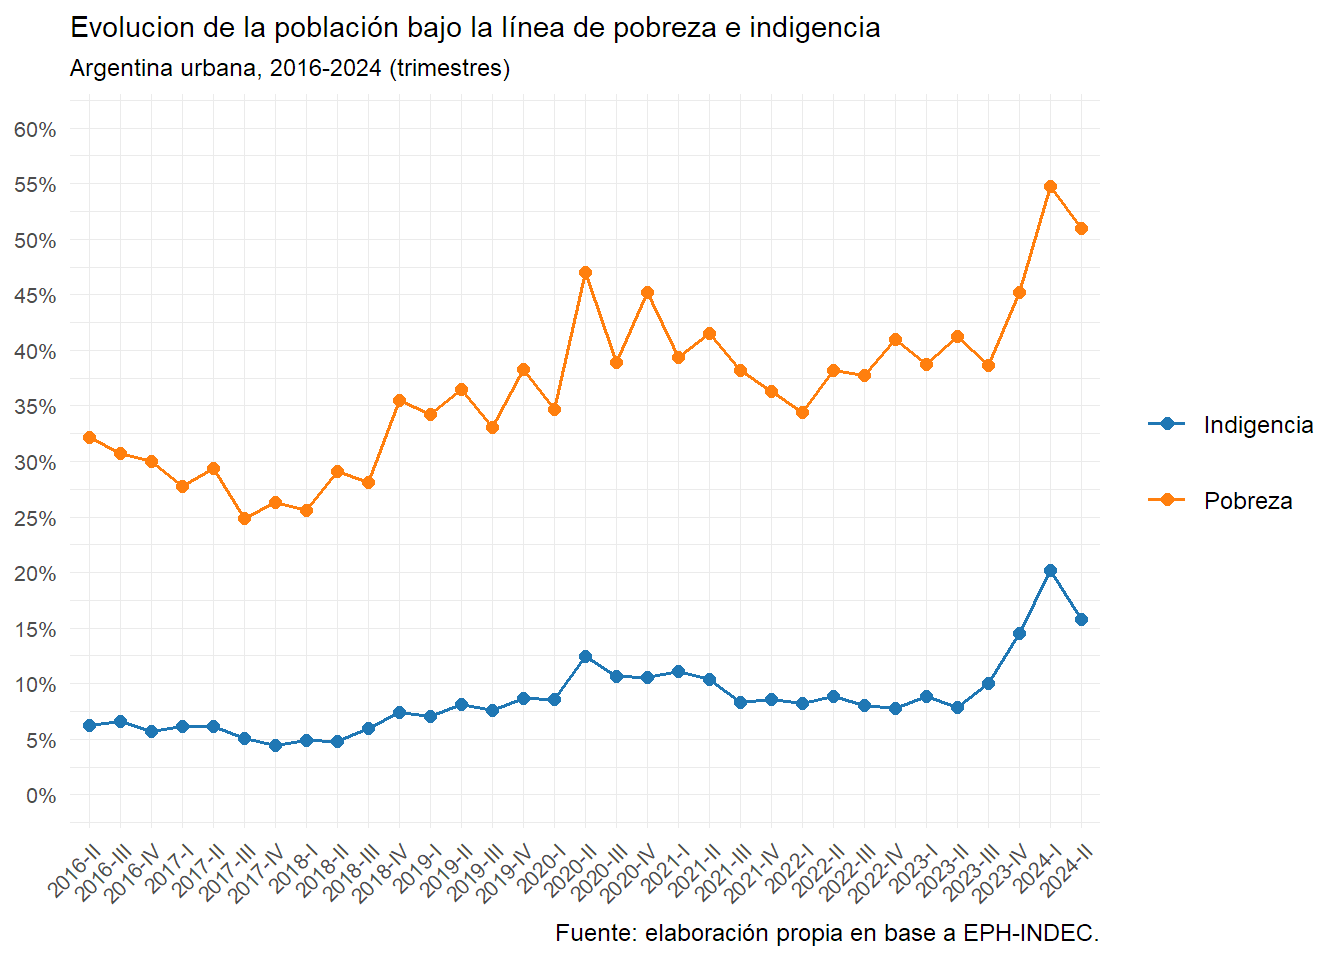 Evolucion de la población bajo la línea de pobreza e indigencia
Argentina urbana, 2016-2024 (trimestres)
60%
55%
50%
45%
40%
35%
30%
25%
20%
15%
10%
5%
0%
Indigencia
Pobreza
2016-II
2016-III
2016-IV
2017-I
2017-II
2017-III
2017-IV
2018-I
2018-II
2018-III
2018-IV
2019-I
2019-II
2019-III
2019-IV
2020-I
2020-II
2020-III
2020-IV
2021-I
2021-II
2021-III
2021-IV
2022-I
2022-II
2022-III
2022-IV
2023-I
2023-II
2023-III
2023-IV
2024-I
2024-II
Fuente: elaboración propia en base a EPH-INDEC.